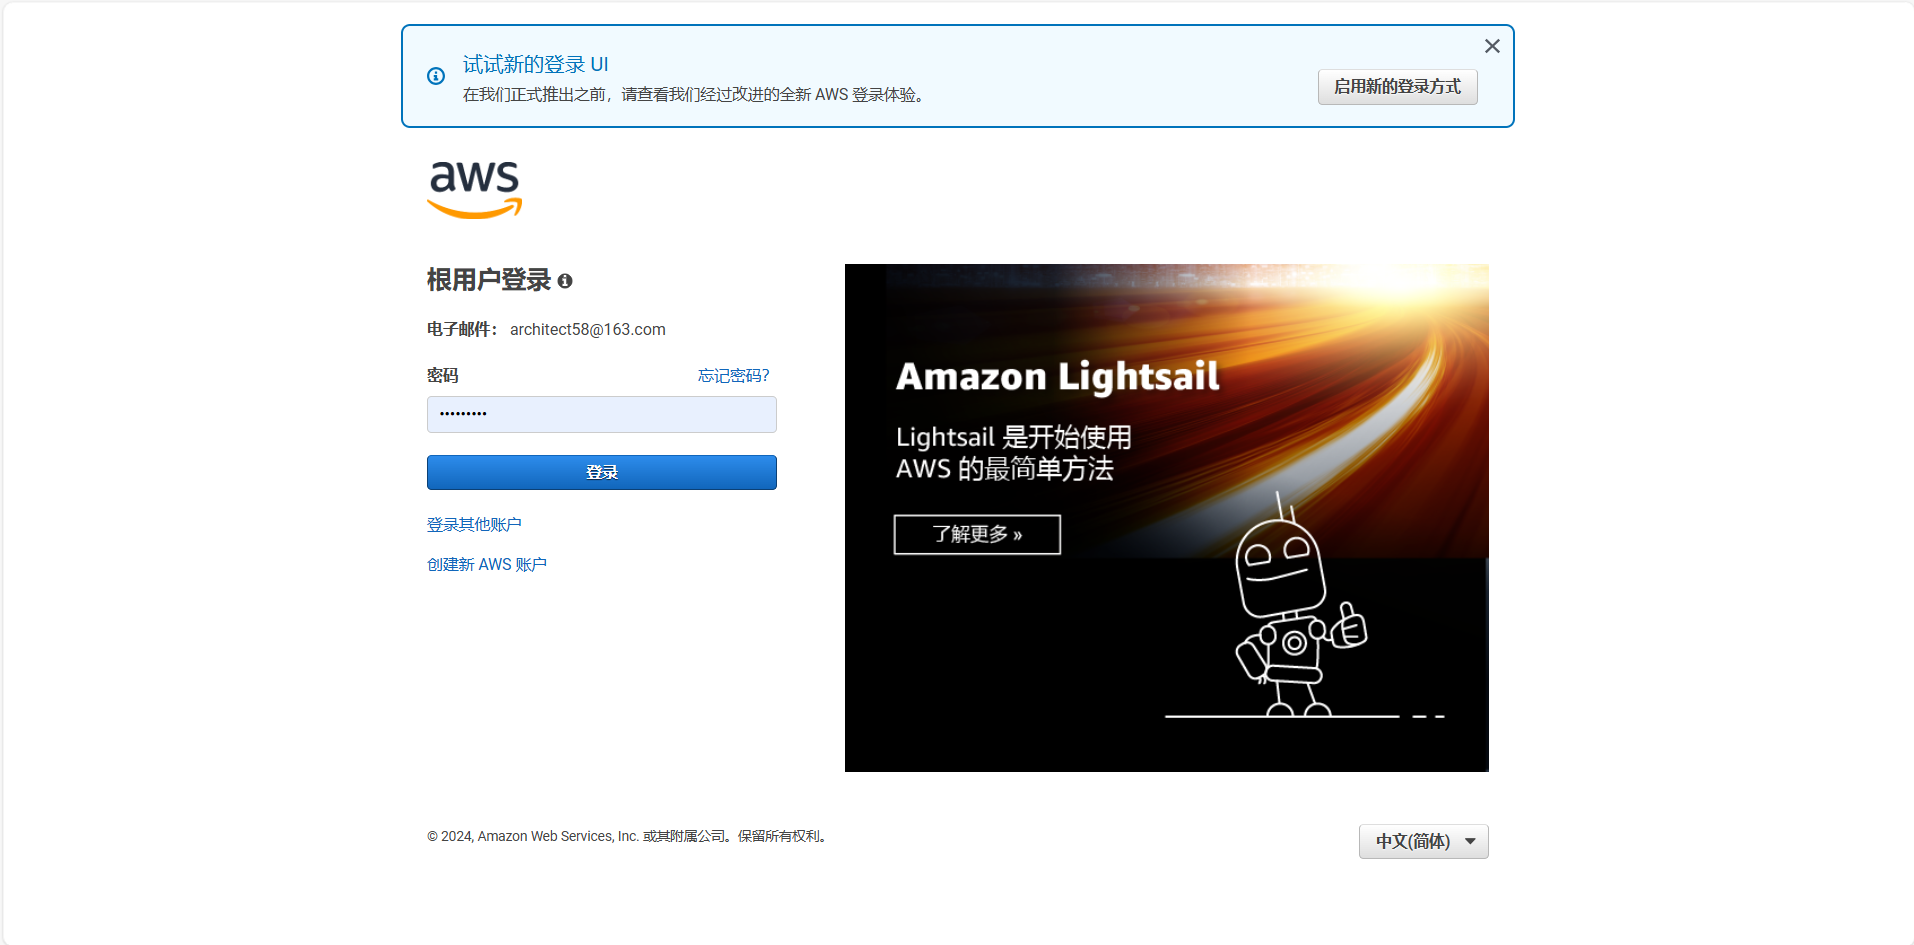 试试新的登录 UI
在我们正式推出之前，请查看我们经过改进的全新 AWS 登录体验。
启用新的登录方式
aws
根用户登录
电子邮件： architect58@163.com
密码 忘记密码？
•••••••••
登录
登录其他账户
创建新 AWS 账户
Amazon Lightsail
Lightsail 是开始使用
AWS 的最简单方法
了解更多 »
© 2024, Amazon Web Services, Inc. 或其附属公司。保留所有权利。
中文(简体)